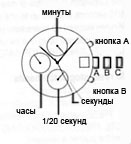 минуты
кнопка A
A B C
кнопка B
секунды
часы
1/20 секунд